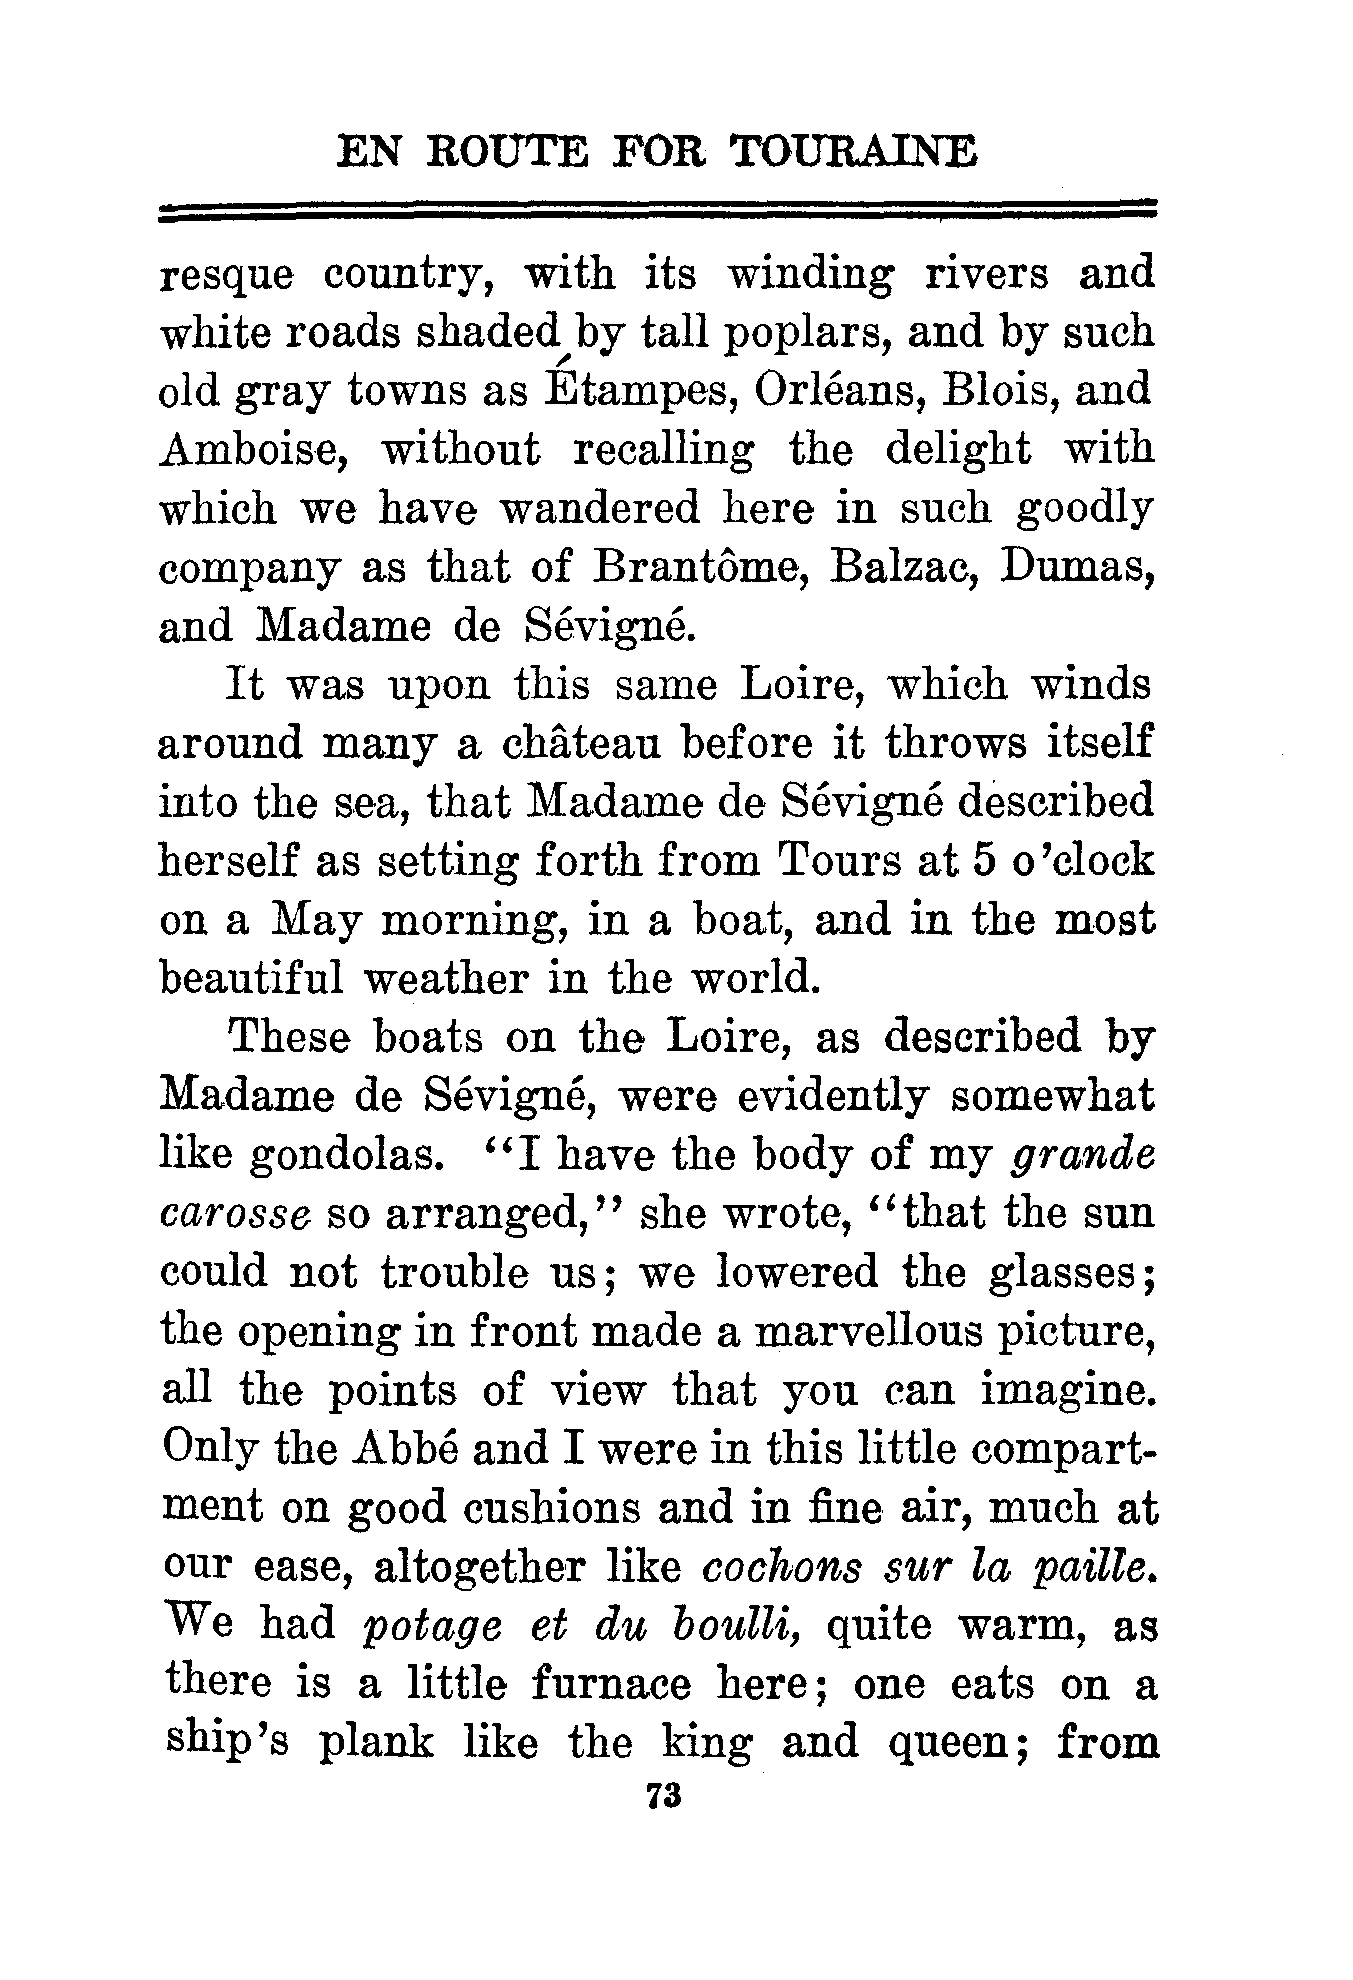 EN ROUTE FOR TOURAINE
resque country, with its winding rivers and
white roads shaded by tall poplars, and by such
old gray towns as Étampes, Orléans, Blois, and
Amboise, without recalling the delight with
which we have wandered here in such goodly
company as that of Brantôme, Balzac, Dumas,
and Madame de Sévigné.
It was upon this same Loire, which winds
around many a château before it throws itself
into the sea, that Madame de Sévigné described
herself as setting forth from Tours at 5 o'clock
on a May morning, in a boat, and in the most
beautiful weather in the world.
These boats on the Loire, as described by
Madame de Sévigné, were evidently somewhat
like gondolas. "I have the body of my grande
carosse so arranged," she wrote, "that the sun
could not trouble us; we lowered the glasses;
the opening in front made a marvellous picture,
all the points of view that you can imagine.
Only the Abbé and I were in this little compart-
ment on good cushions and in fine air, much at
our ease, altogether like cochons sur la paille.
We had potage et du boulli, quite warm, as
there is a little furnace here; one eats on a
ship's plank like the king and queen; from
73